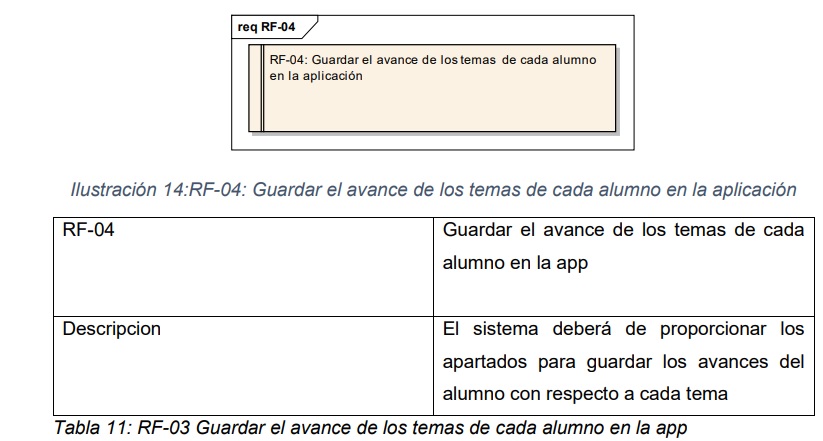 req RF-04
RF-04: Guardar el avance de los temas de cada alumno
en la aplicación
Ilustración 14:RF-04: Guardar el avance de los temas de cada alumno en la aplicación
RF-04
Guardar el avance de los temas de cada
alumno en la app
Descripcion
El sistema deberá de proporcionar los
apartados para guardar los avances del
alumno con respecto a cada tema
Tabla 11: RF-03 Guardar el avance de los temas de cada alumno en la app